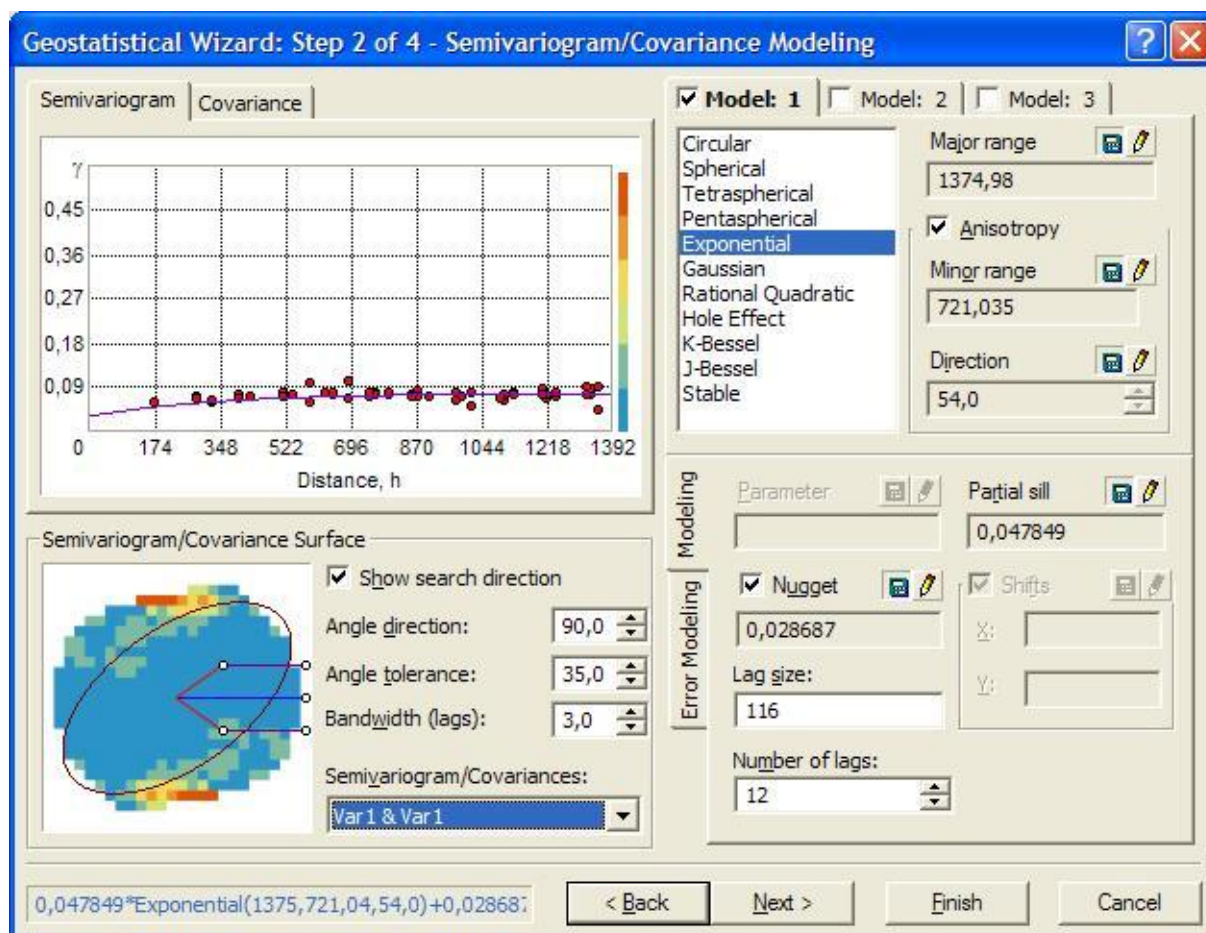 Geostatistical Wizard: Step 2 of 4 - Semivariogram/Covariance Modeling
Semivariogram
Covariance
γ
0,45
0,36
0,27
0,18
0,09
0 174 348 522 696 870 1044 1218 1392
Distance, h
Semivariogram/Covariance Surface
Show search direction
Angle direction: 90,0
Angle tolerance: 35,0
Bandwidth (lags): 3,0
Semivariogram/Covariances:
Var1 & Var1
Model: 1 Model: 2 Model: 3
Circular
Spherical
Tetraspherical
Pentaspherical
Exponential
Gaussian
Rational Quadratic
Hole Effect
K-Bessel
J-Bessel
Stable
Major range
1374,98
Anisotropy
Minor range
721,035
Direction
54,0
Modeling
Error Modeling
Parameter
Partial sill
0,047849
Nugget
0,028687
Shifts
X:
Y:
Lag size:
116
Number of lags:
12
0,047849*Exponential(1375,721,04,54,0)+0,028687
< Back
Next >
Finish
Cancel